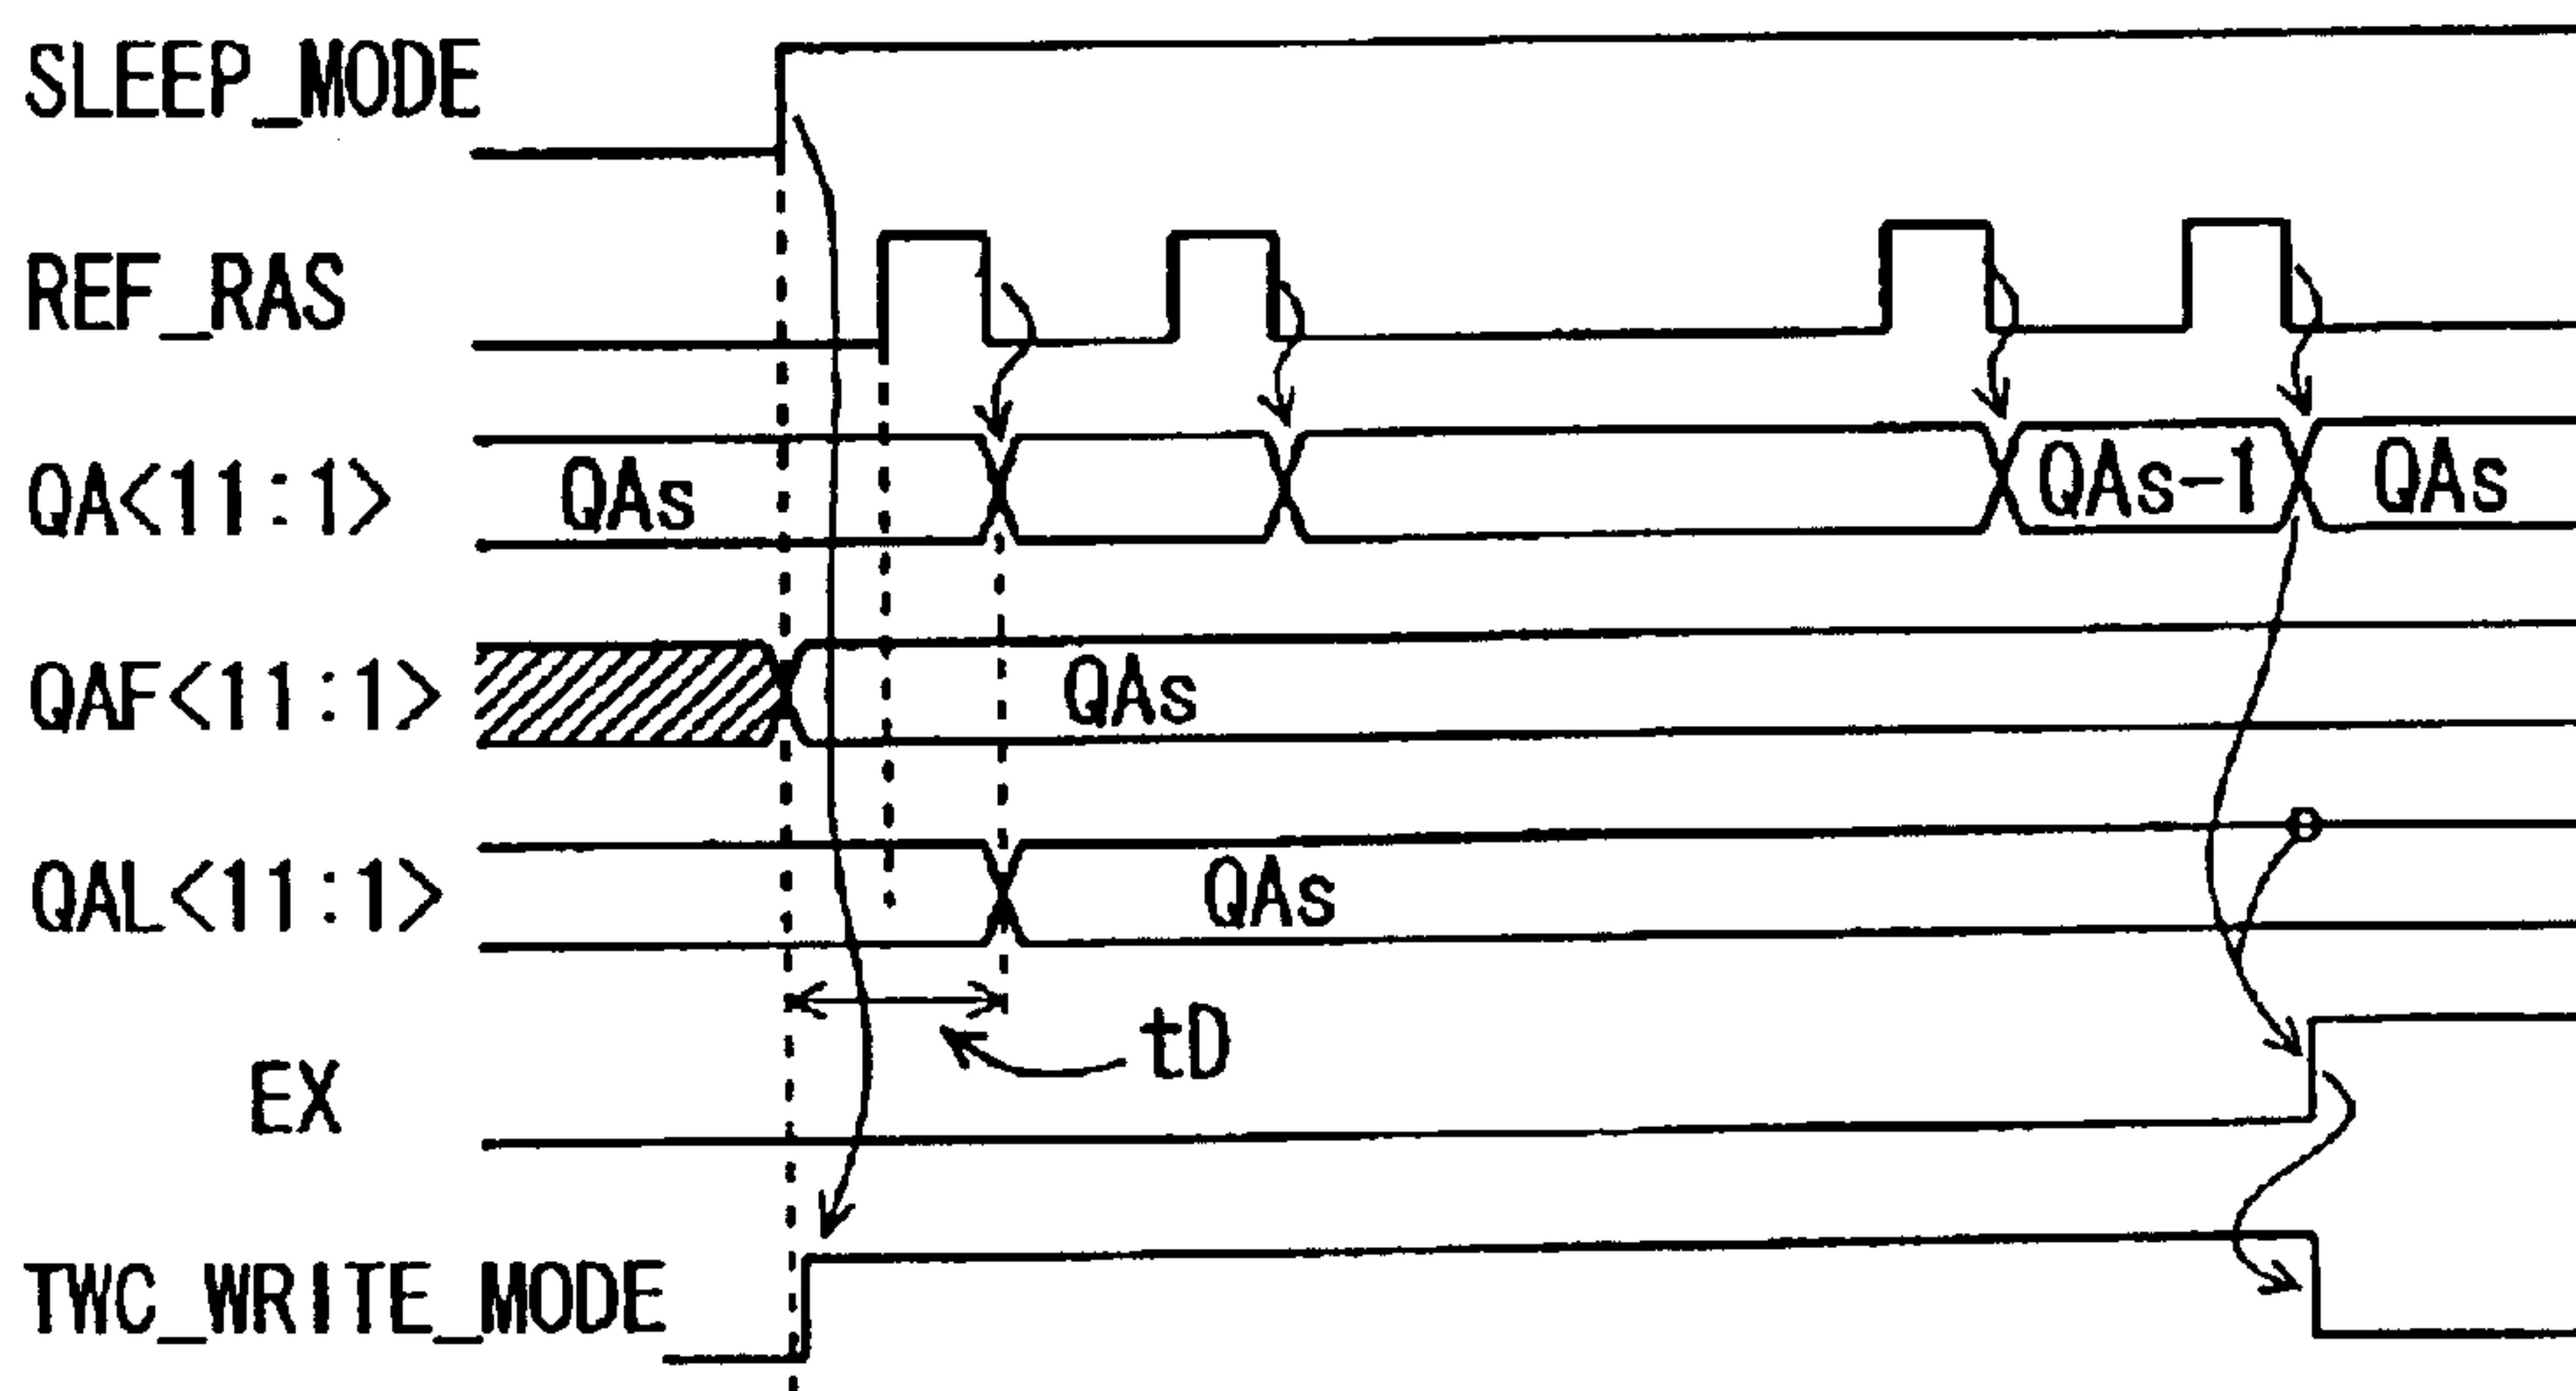 SLEEP_MODE
REF_RAS
QA<11:1> QAs QAs-1 QAs
QAF<11:1> QAs
QAL<11:1> QAs
tD
EX
TWC_WRITE_MODE